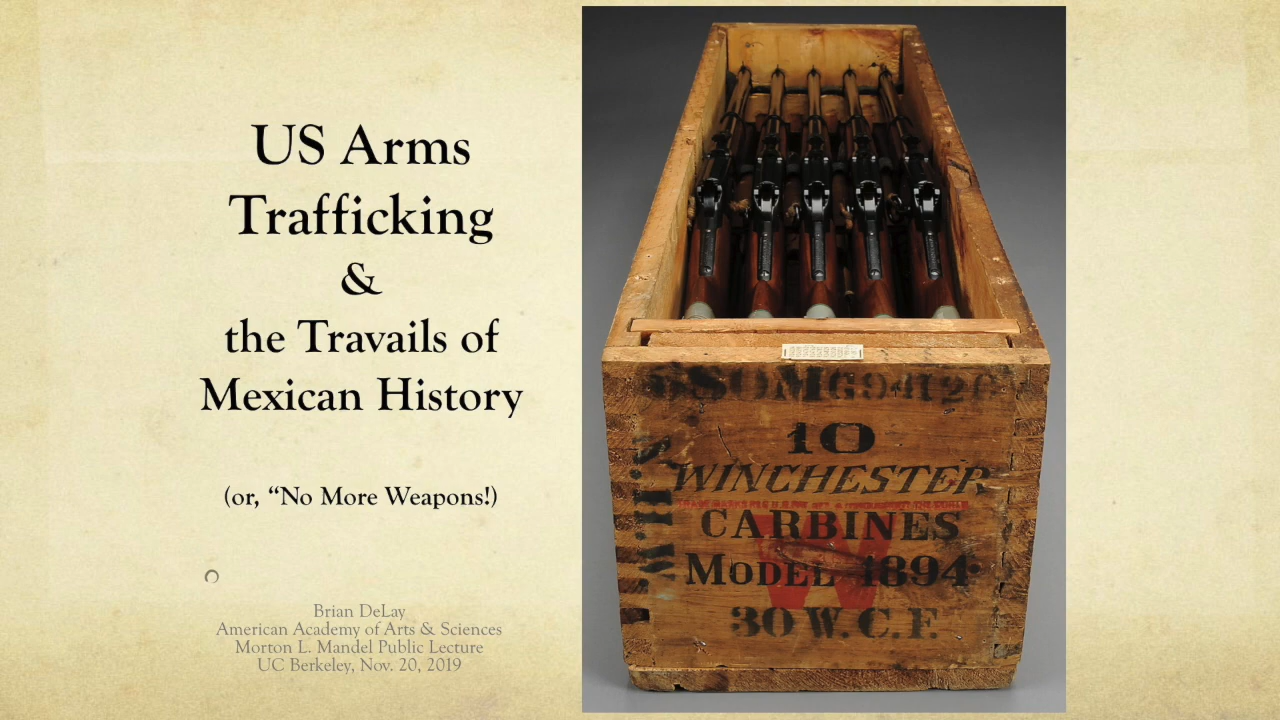 US Arms
Trafficking
&
the Travails of
Mexican History
(or, “No More Weapons!)
Brian DeLay
American Academy of Arts & Sciences
Morton L. Mandel Public Lecture
UC Berkeley, Nov. 20, 2019
10
WINCHESTER
CARBINES
MODEL 1894
30 W.C.F.